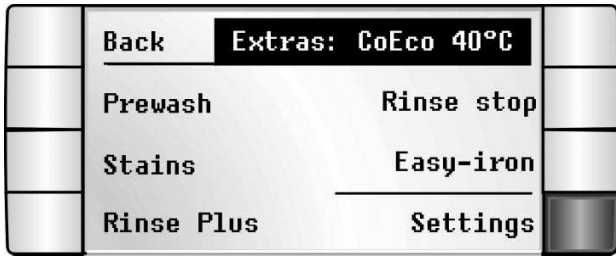 Back Extras: CoEco 40°C
Prewash Rinse stop
Stains Easy-iron
Rinse Plus Settings